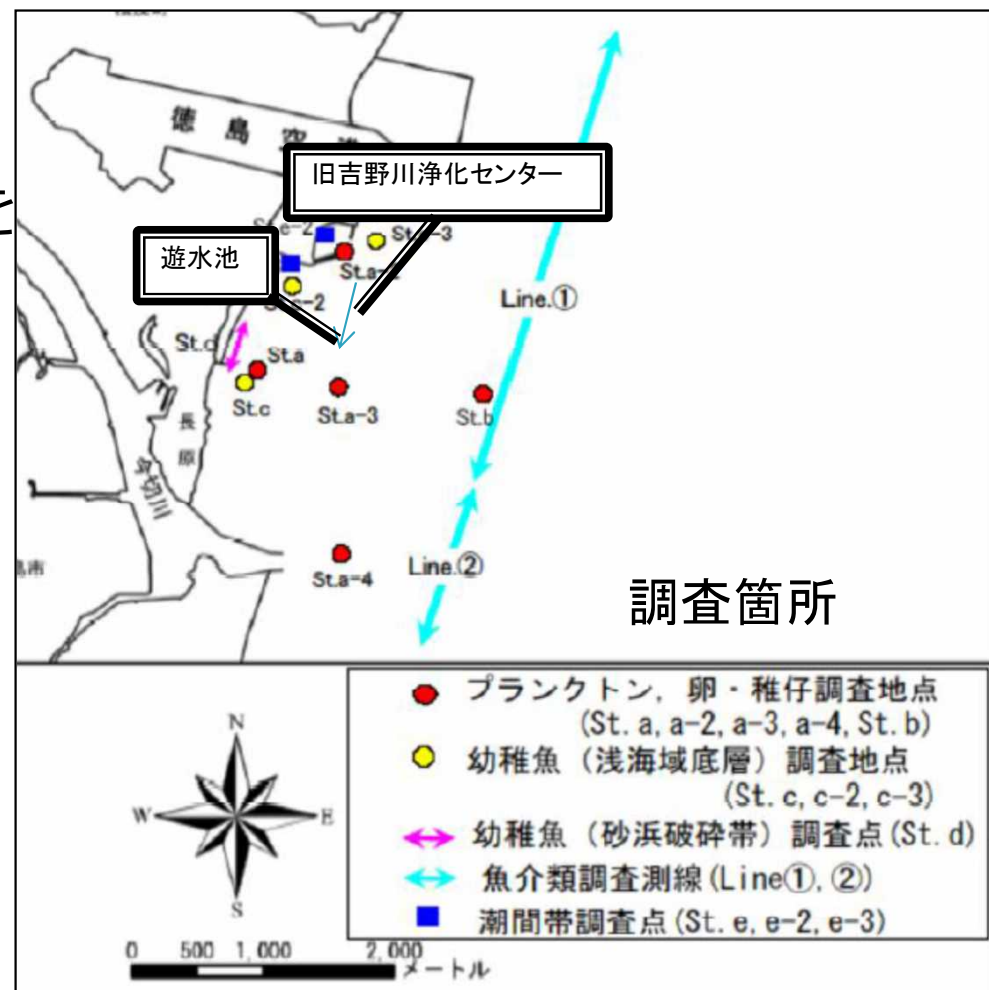 徳島空
旧吉野川浄化センター
を
遊水池
St.a-2
Line.①
St.d
St.a
St.c
St.a-3
St.b
長原
今切川
島市
St.a-4
Line.②
調査箇所
プランクトン, 卵・稚仔調査地点
(St. a, a-2, a-3, a-4, St. b)
幼稚魚 (浅海域底層) 調査地点
(St. c, c-2, c-3)
幼稚魚 (砂浜破砕帯) 調査点 (St. d)
魚介類調査測線 (Line①, ②)
潮間帯調査点 (St. e, e-2, e-3)
N
W
E
S
0 500 1,000 2,000
メートル